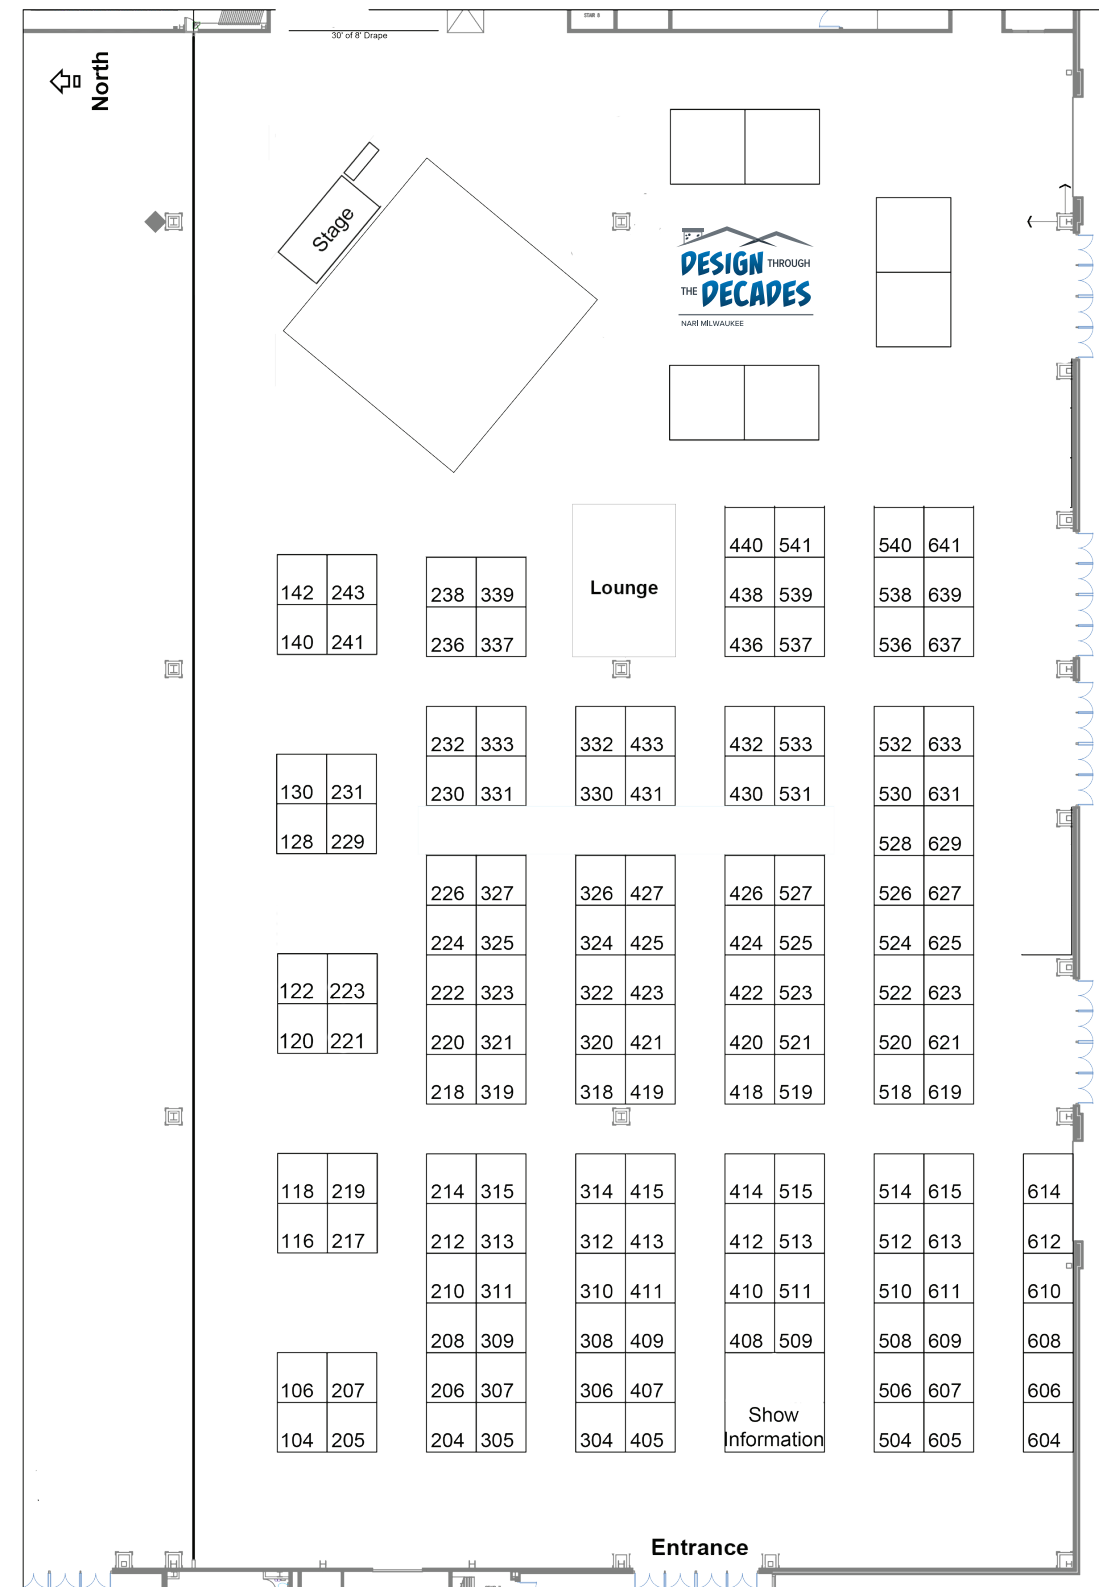 STAIR 8
30' of 8' Drape
North
Stage
DESIGN THROUGH
THE DECADES
NARI MILWAUKEE
440 541 540 641
Lounge
142 243 238 339 438 539 538 639
140 241 236 337 436 537 536 637
232 333 332 433 432 533 532 633
130 231 230 331 330 431 430 531 530 631
128 229 528 629
226 327 326 427 426 527 526 627
224 325 324 425 424 525 524 625
122 223 222 323 322 423 422 523 522 623
120 221 220 321 320 421 420 521 520 621
218 319 318 419 418 519 518 619
118 219 214 315 314 415 414 515 514 615 614
116 217 212 313 312 413 412 513 512 613 612
210 311 310 411 410 511 510 611 610
208 309 308 409 408 509 508 609 608
106 207 206 307 306 407 506 607 606
Show
104 205 204 305 304 405 Information 504 605 604
Entrance